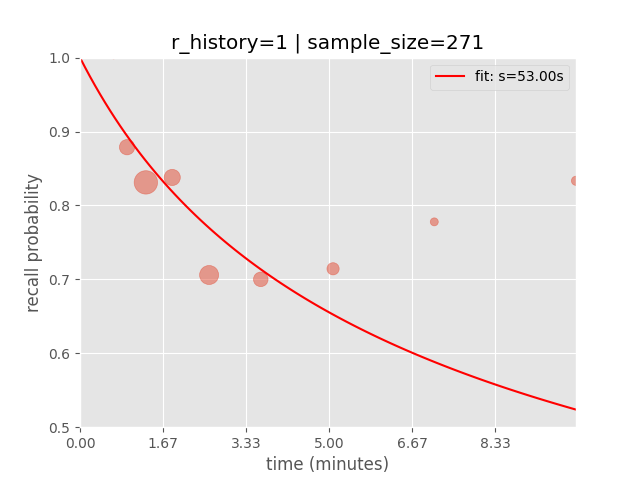 r_history=1 | sample_size=271
fit: s=53.00s
recall probability
1.0
0.9
0.8
0.7
0.6
0.5
0.00 1.67 3.33 5.00 6.67 8.33
time (minutes)